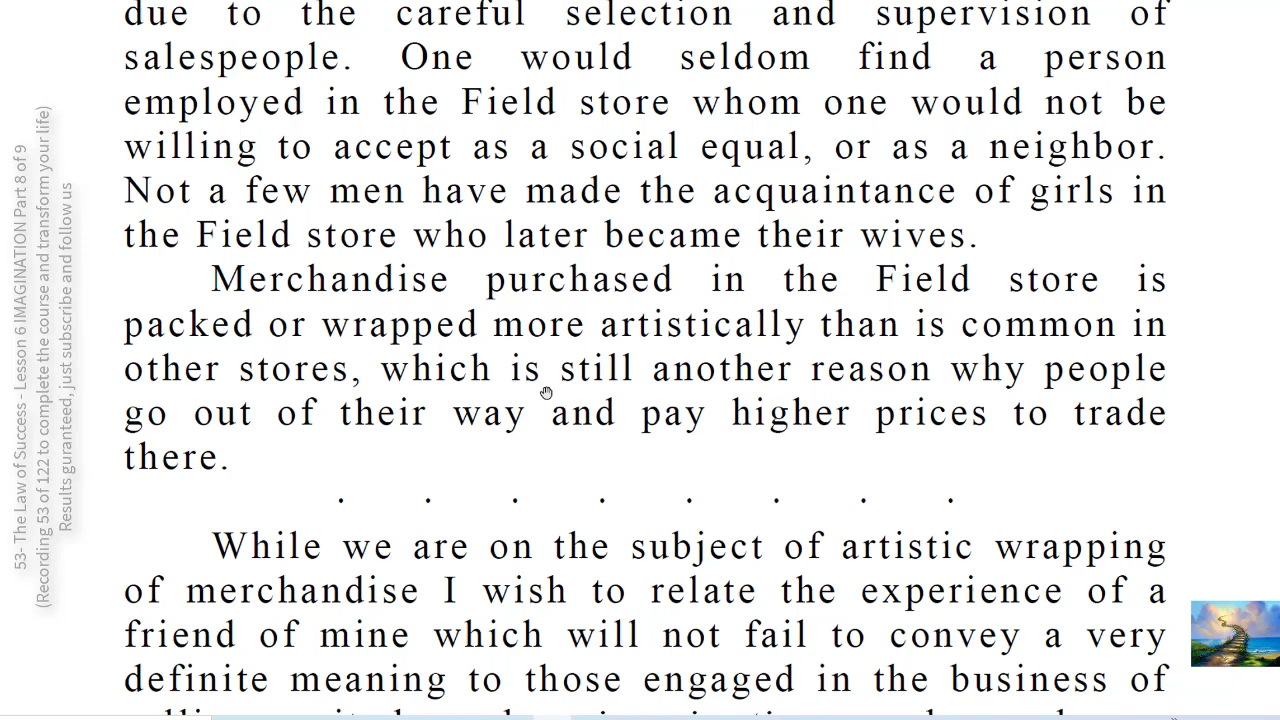 due to the careful selection and supervision of
salespeople. One would seldom find a person
employed in the Field store whom one would not be
willing to accept as a social equal, or as a neighbor.
Not a few men have made the acquaintance of girls in
the Field store who later became their wives.
Merchandise purchased in the Field store is
packed or wrapped more artistically than is common in
other stores, which is still another reason why people
go out of their way and pay higher prices to trade
there.
. . . . . . . .
While we are on the subject of artistic wrapping
of merchandise I wish to relate the experience of a
friend of mine which will not fail to convey a very
definite meaning to those engaged in the business of
53- The Law of Success - Lesson 6 IMAGINATION Part 8 of 9
(Recording 53 of 122 to complete the course and transform your life)
Results guranteed, just subscribe and follow us